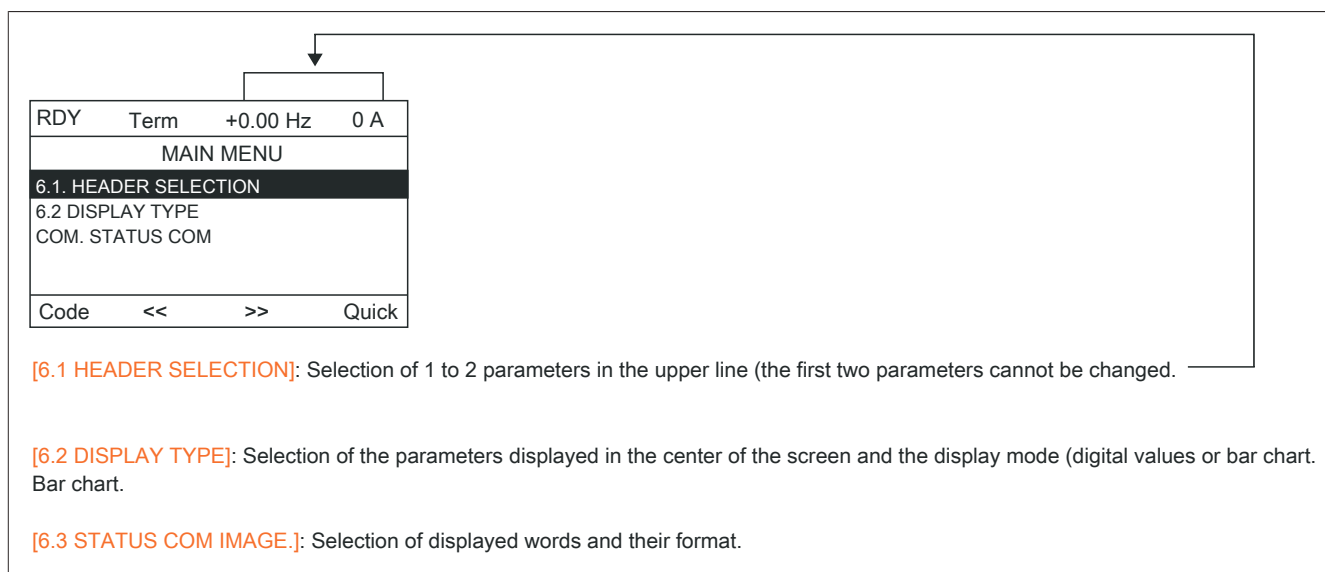 RDY Term +0.00 Hz 0 A
MAIN MENU
6.1. HEADER SELECTION
6.2 DISPLAY TYPE
COM. STATUS COM
Code << >> Quick
[6.1 HEADER SELECTION]: Selection of 1 to 2 parameters in the upper line (the first two parameters cannot be changed.
[6.2 DISPLAY TYPE]: Selection of the parameters displayed in the center of the screen and the display mode (digital values or bar chart.
Bar chart.
[6.3 STATUS COM IMAGE.]: Selection of displayed words and their format.